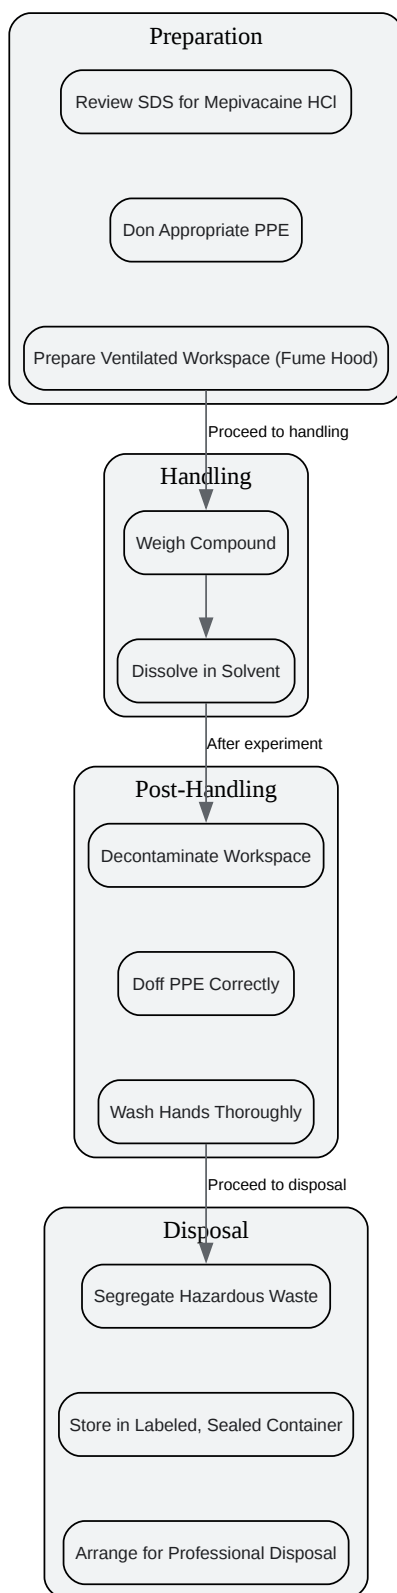 Preparation
Review SDS for Mepivacaine HCl
Don Appropriate PPE
Prepare Ventilated Workspace (Fume Hood)
Proceed to handling
Handling
Weigh Compound
Dissolve in Solvent
After experiment
Post-Handling
Decontaminate Workspace
Doff PPE Correctly
Wash Hands Thoroughly
Proceed to disposal
Disposal
Segregate Hazardous Waste
Store in Labeled, Sealed Container
Arrange for Professional Disposal